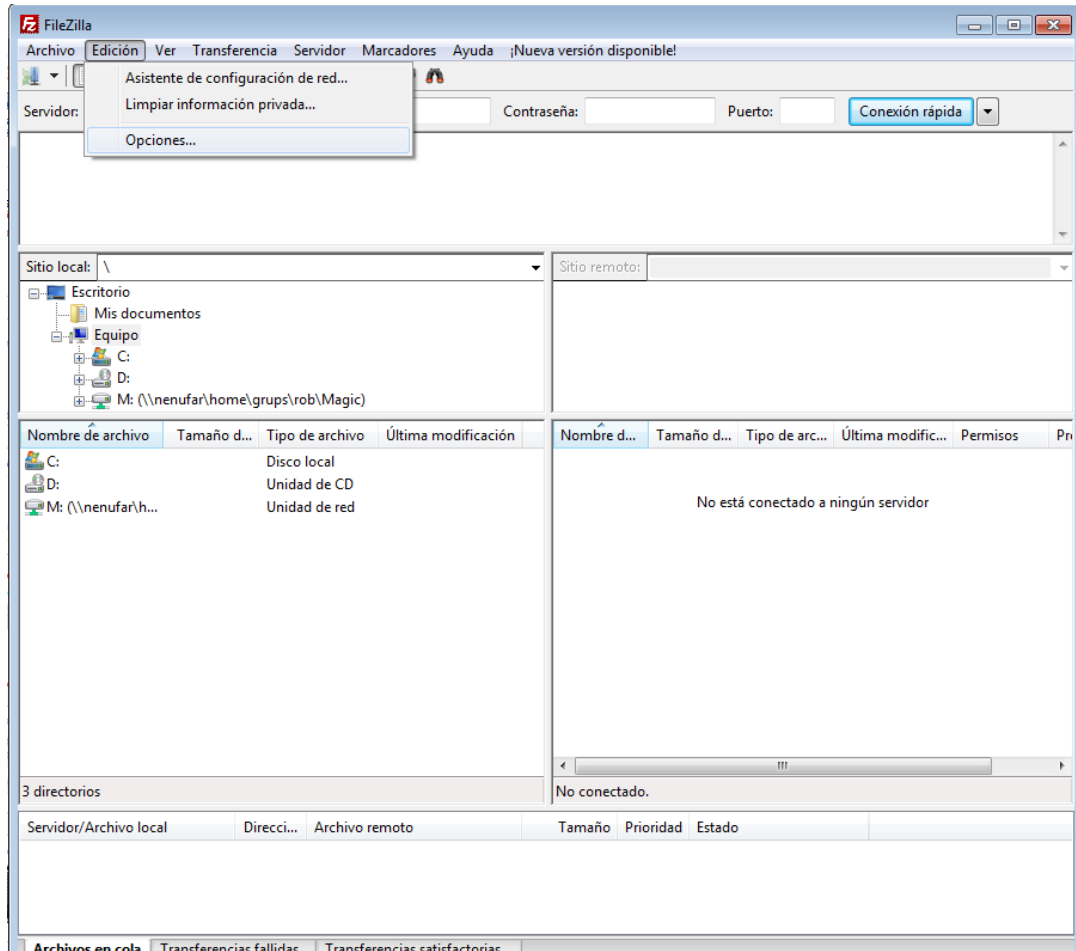 FileZilla
Archivo Edición Ver Transferencia Servidor Marcadores Ayuda ¡Nueva versión disponible!
Asistente de configuración de red...
Limpiar información privada...
Opciones...
Servidor: Contraseña: Puerto: Conexión rápida
Sitio local: \ Sitio remoto:
Escritorio
Mis documentos
Equipo
C:
D:
M: (\\nenufar\home\grups\rob\Magic)
Nombre de archivo Tamaño d... Tipo de archivo Última modificación Nombre d... Tamaño d... Tipo de arc... Última modific... Permisos
C: Disco local
D: Unidad de CD
M: (\\nenufar\h... Unidad de red
No está conectado a ningún servidor
3 directorios No conectado.
Servidor/Archivo local Direcci... Archivo remoto Tamaño Prioridad Estado
Archivos en cola Transferencias fallidas Transferencias satisfactorias